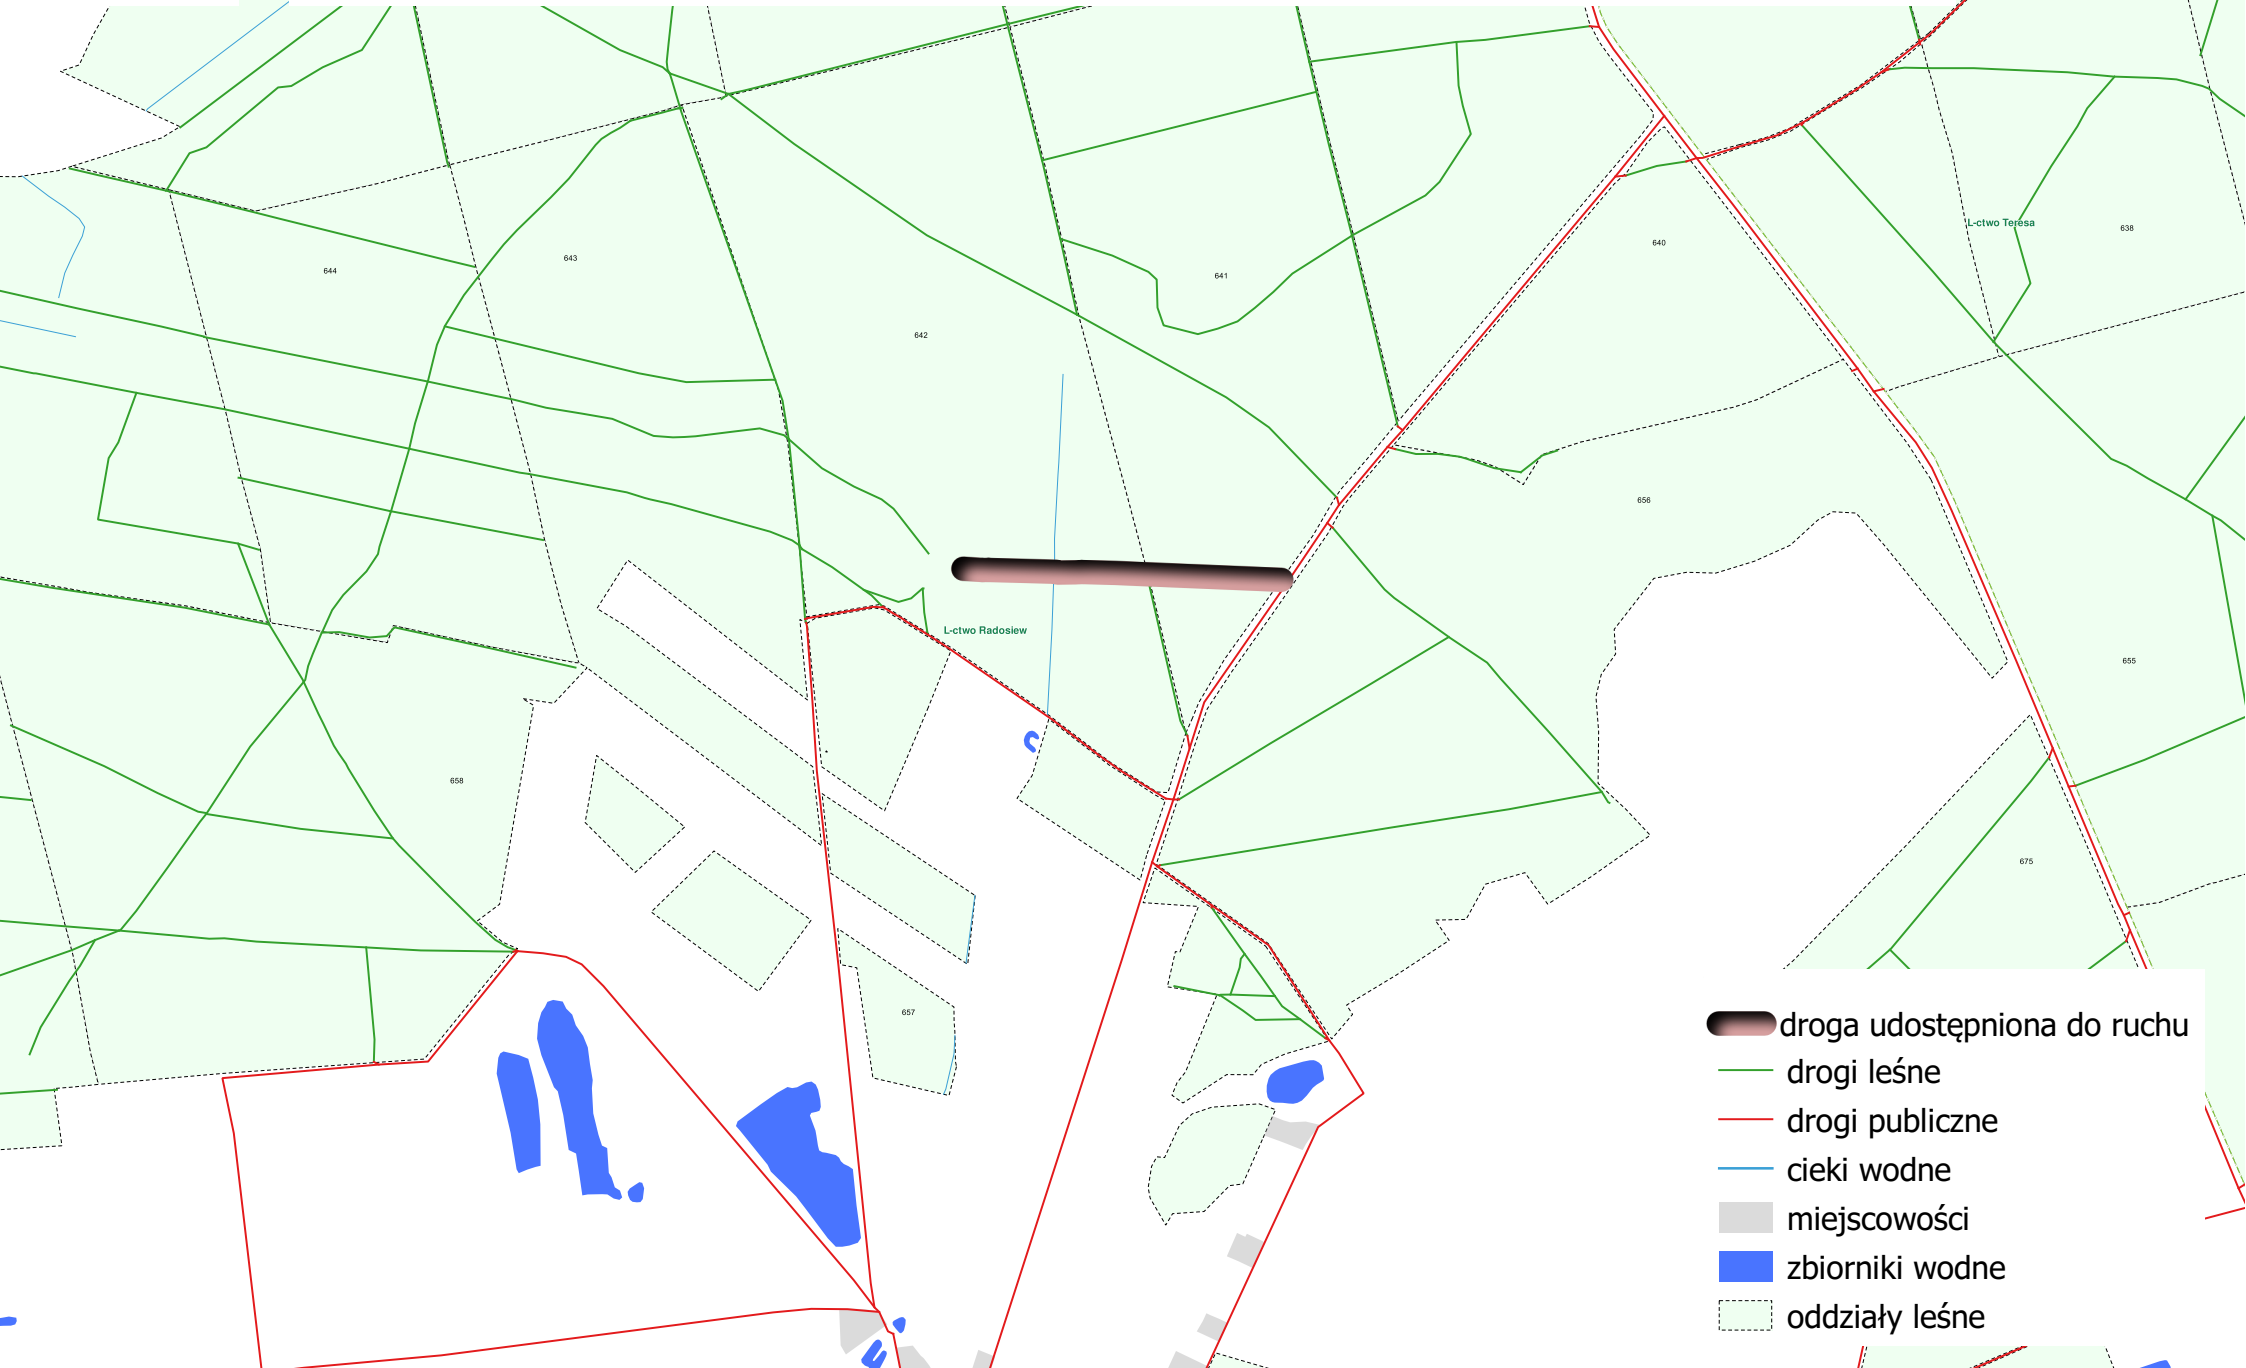 L-ctwo Teresa
638
640
643
644
641
642
656
L-ctwo Radosiew
655
658
675
657
droga udostępniona do ruchu
drogi leśne
drogi publiczne
cieki wodne
miejscowości
zbiorniki wodne
oddziały leśne